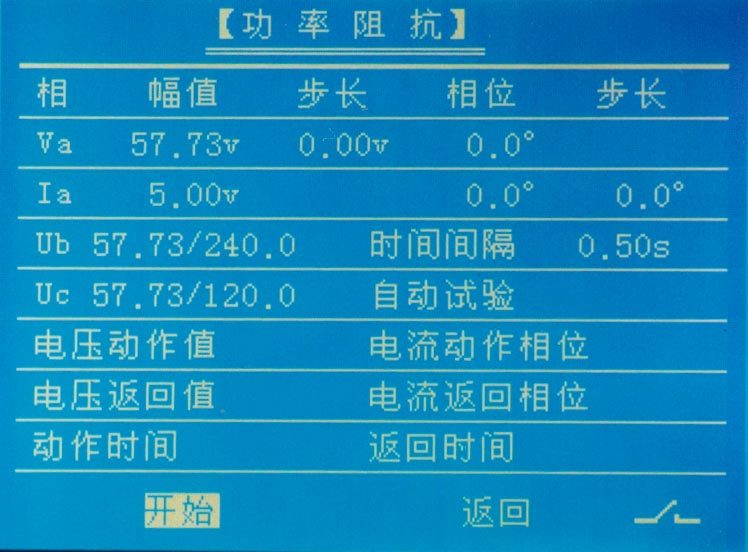 【功率阻抗】
相 幅值 步长 相位 步长
Va 57.73v 0.00v 0.0°
Ia 5.00v 0.0° 0.0°
Ub 57.73/240.0 时间间隔 0.50s
Uc 57.73/120.0 自动试验
电压动作值 电流动作相位
电压返回值 电流返回相位
动作时间 返回时间
开始 返回